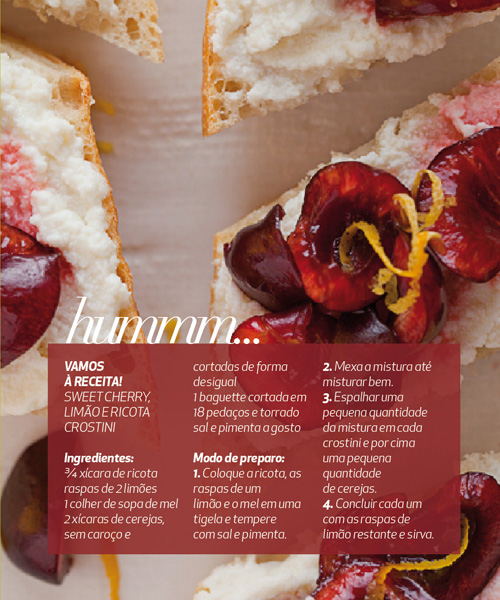 hummm...
VAMOS
À RECEITA!
SWEET CHERRY,
LIMÃO E RICOTA
CROSTINI
Ingredientes:
¾ xícara de ricota
raspas de 2 limões
1 colher de sopa de mel
2 xícaras de cerejas,
sem caroço e
cortadas de forma
desigual
1 baguette cortada em
18 pedaços e torrado
sal e pimenta a gosto
Modo de preparo:
1. Coloque a ricota, as
raspas de um
limão e o mel em uma
tigela e tempere
com sal e pimenta.
2. Mexa a mistura até
misturar bem.
3. Espalhar uma
pequena quantidade
da mistura em cada
crostini e por cima
uma pequena
quantidade
de cerejas.
4. Concluir cada um
com as raspas de
limão restante e sirva.